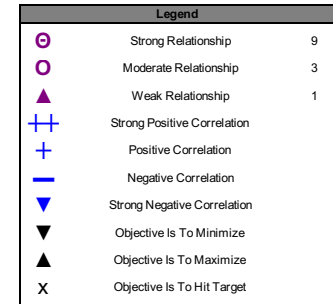 Legend
Θ Strong Relationship 9
O Moderate Relationship 3
▲ Weak Relationship 1
++ Strong Positive Correlation
+ Positive Correlation
▬ Negative Correlation
▼ Strong Negative Correlation
▼ Objective Is To Minimize
▲ Objective Is To Maximize
x Objective Is To Hit Target